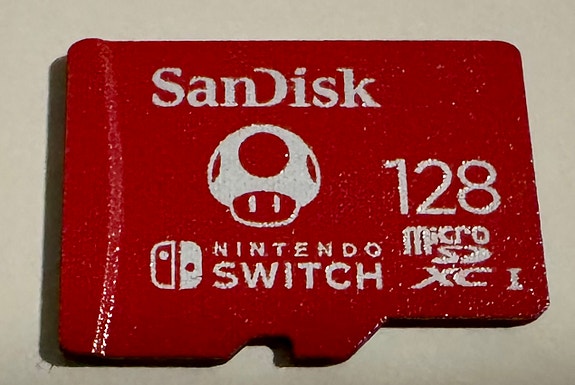 SanDisk
128
NINTENDO
SWITCH
micro
SD
XC I